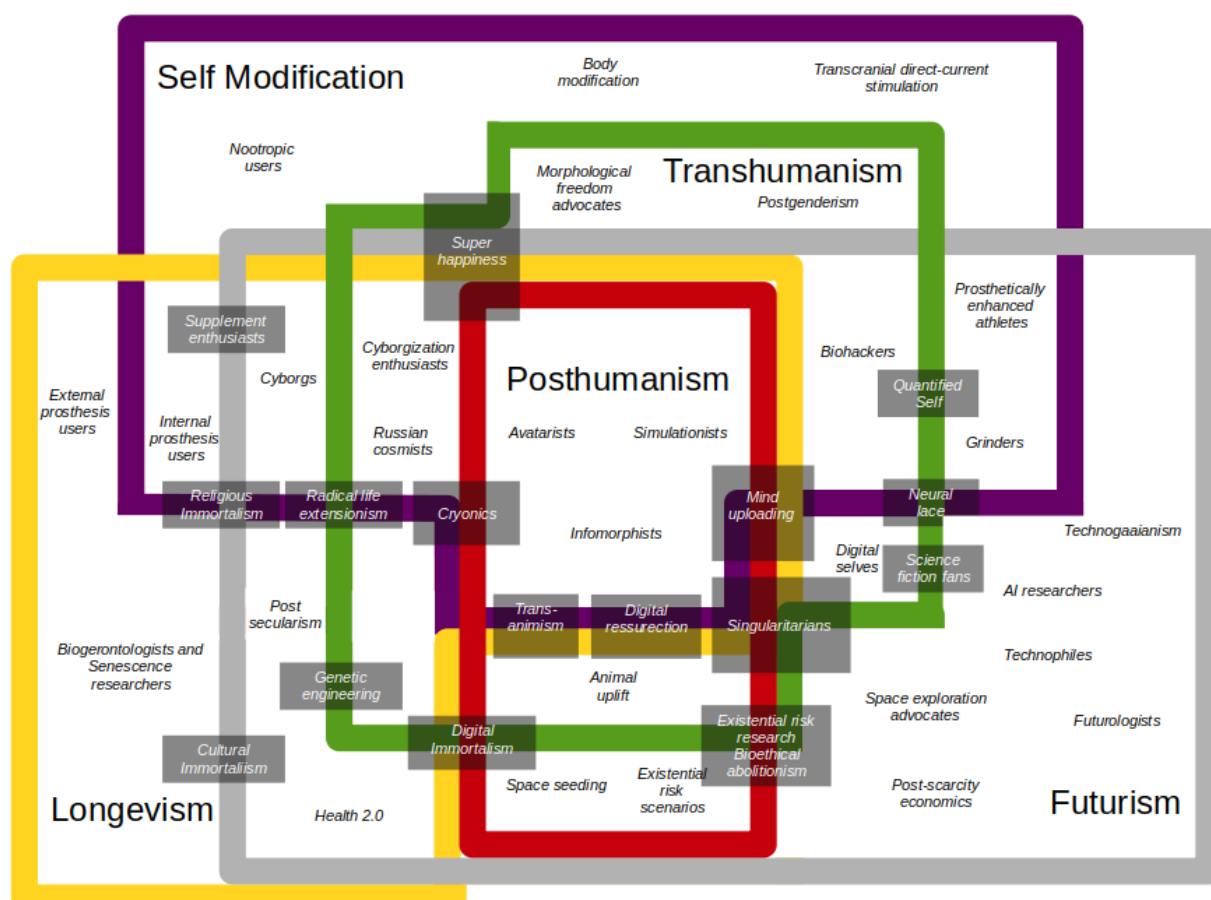 Self Modification
Body
modification
Transcranial direct-current
stimulation
Nootropic
users
Morphological
freedom
advocates
Transhumanism
Postgenderism
Super
happiness
Supplement
enthusiasts
Prosthetically
enhanced
athletes
Cyborgization
enthusiasts
Cyborgs
Biohackers
Posthumanism
Quantified
Self
External
prosthesis
users
Internal
prosthesis
users
Russian
cosmists
Avatarists
Simulationists
Grinders
Religious
Immortalism
Radical life
extensionism
Cryonics
Mind
uploading
Neural
lace
Infomorphists
Technogaaianism
Digital
selves
Science
fiction fans
AI researchers
Post
secularism
Trans-
animism
Digital
ressurection
Singularitarians
Biogerontologists and
Senescence
researchers
Technophiles
Genetic
engineering
Animal
uplift
Space exploration
advocates
Futurologists
Cultural
Immortaliism
Digital
Immortalism
Existential risk
research
Bioethical
abolitionism
Space seeding
Existential
risk
scenarios
Post-scarcity
economics
Longevism
Health 2.0
Futurism